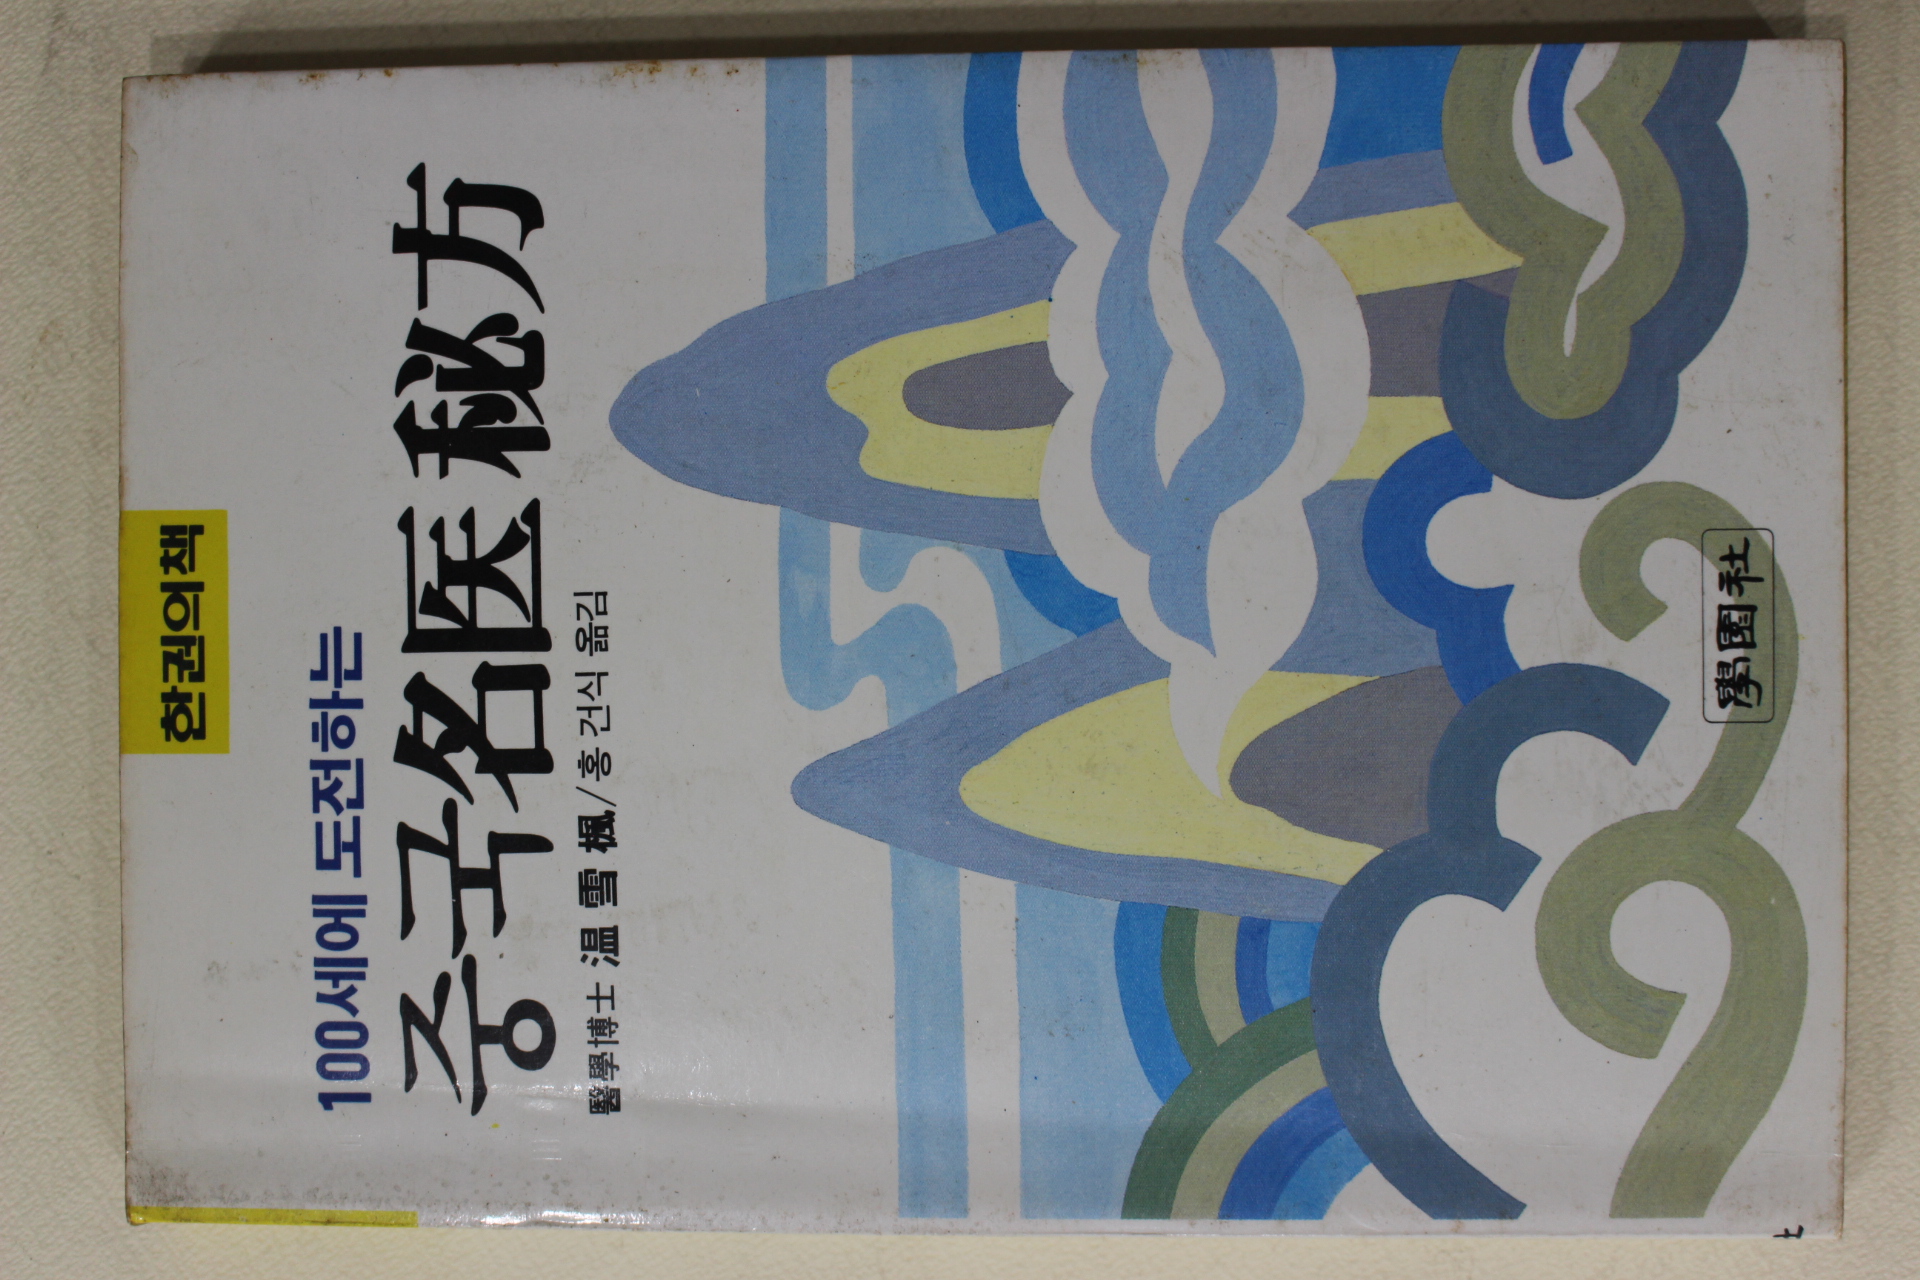 한권의책
100세에 도전하는
중국名医秘方
醫學博士 温雪楓/홍건식 옮김
學園社